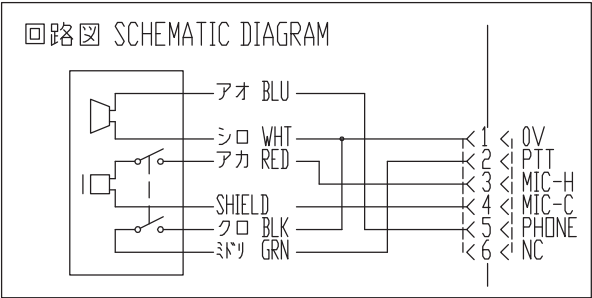 回路図 SCHEMATIC DIAGRAM
アオ BLU
シロ WHT
アカ RED
SHIELD
クロ BLK
ミドリ GRN
1 0V
2 PTT
3 MIC-H
4 MIC-C
5 PHONE
6 NC